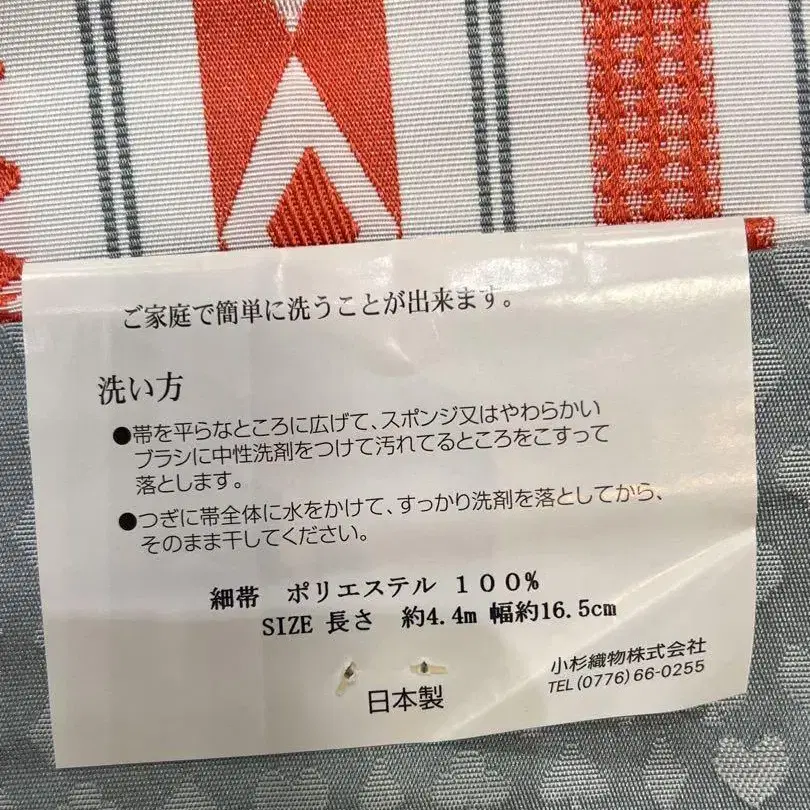 ご家庭で簡単に洗うことが出来ます。
洗い方
●帯を平らなところに広げて、スポンジ又はやわらかい
ブラシに中性洗剤をつけて汚れてるところをこすって
落とします。
●つぎに帯全体に水をかけて、すっかり洗剤を落としてから、
そのまま干してください。
細帯 ポリエステル 100%
SIZE 長さ 約4.4m 幅約16.5cm
小杉織物株式会社
TEL(0776)66-0255
日本製